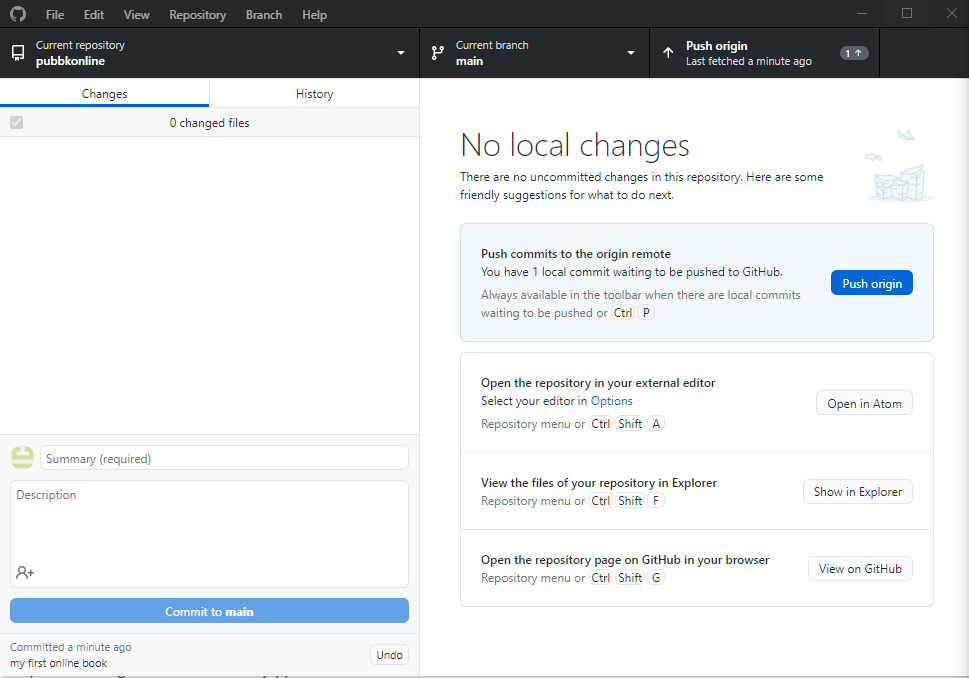 File Edit View Repository Branch Help
Current repository
pubbkonline
Current branch
main
Push origin
Last fetched a minute ago
1
Changes
History
0 changed files
Summary (required)
Description
Commit to main
Committed a minute ago
my first online book
Undo
No local changes
There are no uncommitted changes in this repository. Here are some
friendly suggestions for what to do next.
Push commits to the origin remote
You have 1 local commit waiting to be pushed to GitHub.
Always available in the toolbar when there are local commits
waiting to be pushed or Ctrl P
Push origin
Open the repository in your external editor
Select your editor in Options
Repository menu or Ctrl Shift A
Open in Atom
View the files of your repository in Explorer
Repository menu or Ctrl Shift F
Show in Explorer
Open the repository page on GitHub in your browser
Repository menu or Ctrl Shift G
View on GitHub